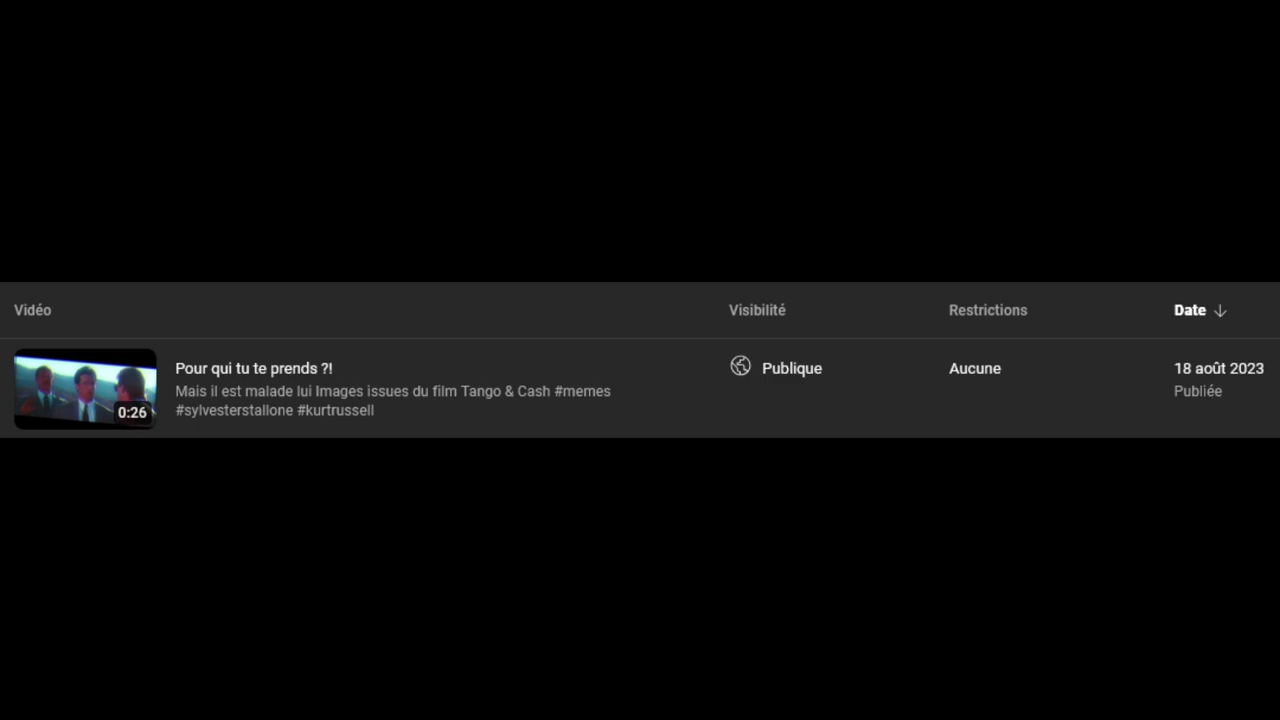 Vidéo Visibilité Restrictions Date ↓
Pour qui tu te prends ?! Publique Aucune 18 août 2023
Mais il est malade lui Images issues du film Tango & Cash #memes Publiée
#sylvesterstallone #kurtrussell
0:26